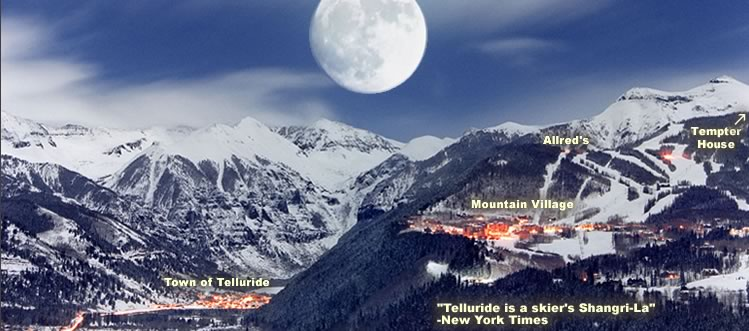 Allred's
Tempter
House
Mountain Village
Town of Telluride
"Telluride is a skier's Shangri-La"
-New York Times